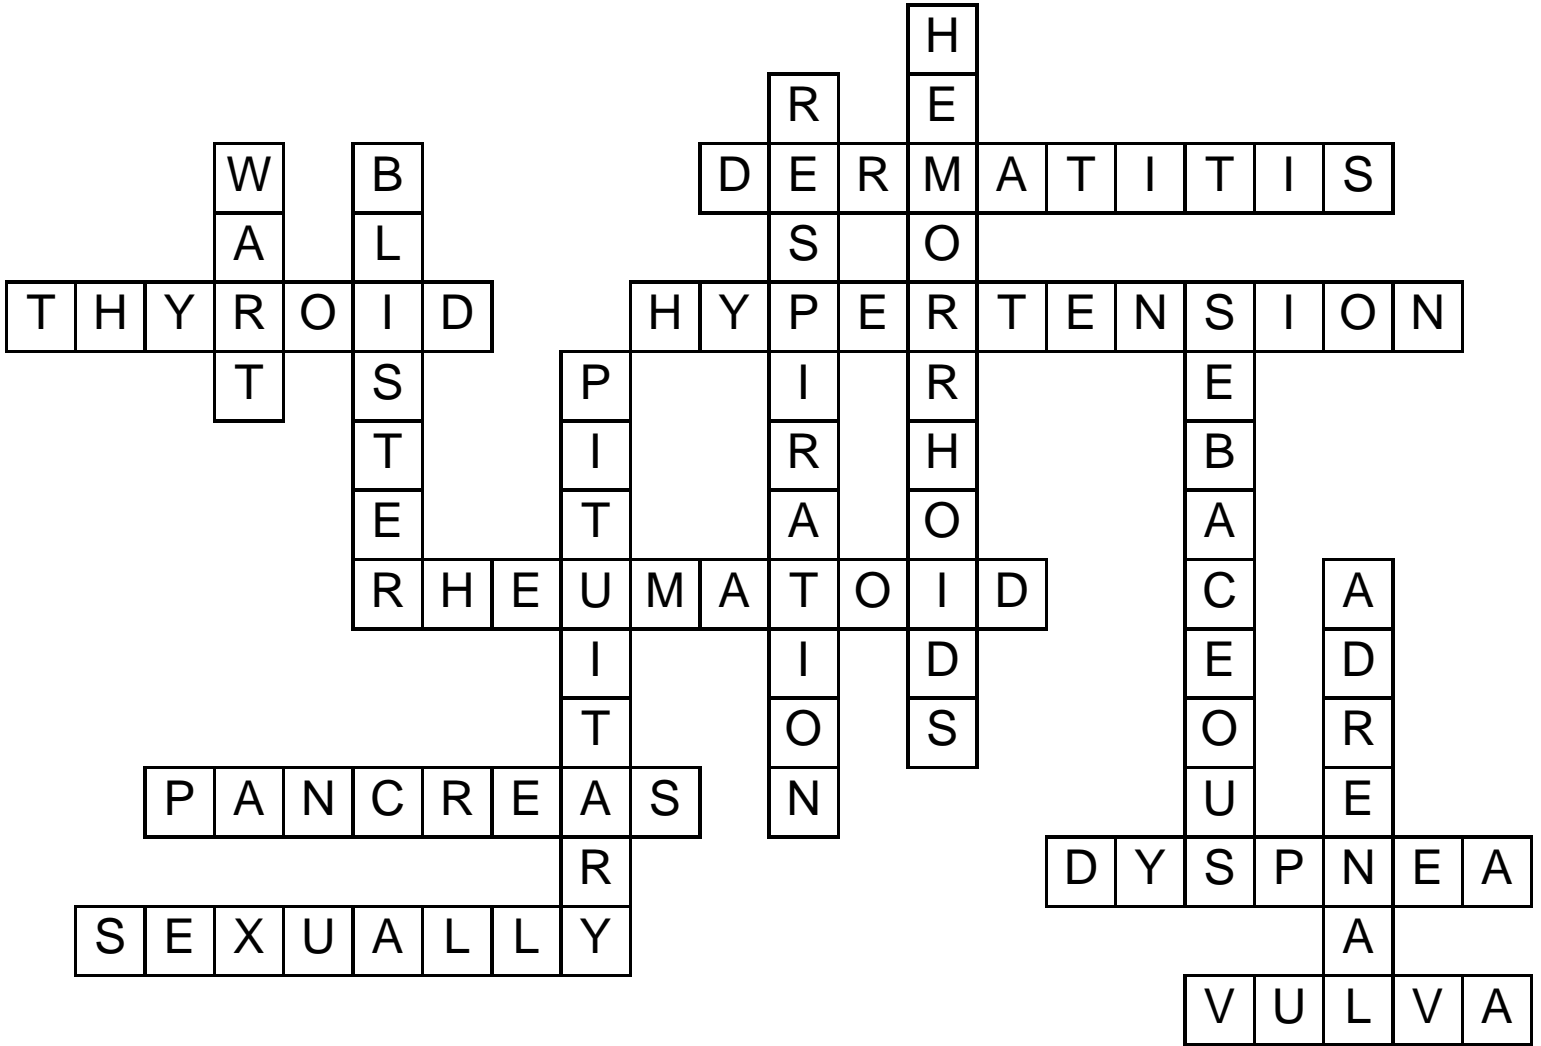 HEMORRHOIDS
RESPIRATION
WART
BLISTER
DERMATITIS
THYROID
HYPERTENSION
SEBACEOUS
PITUITARY
RHEUMATOID
ADRENAL
PANCREAS
DYSPNEA
SEXUALLY
VULVA